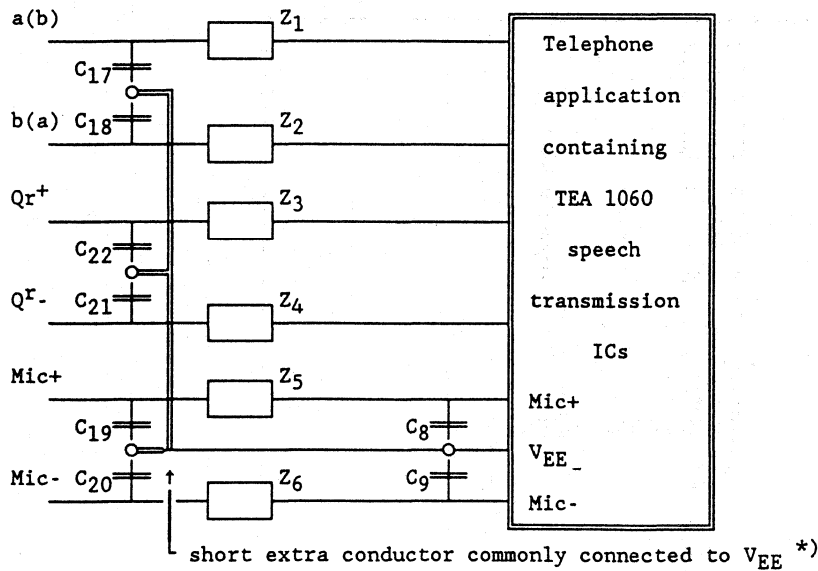 a(b)
Z1
C17
C18
b(a)
Z2
Qr+
Z3
C22
C21
Qr-
Z4
Mic+
Z5
C19
C8
C20
C9
Mic-
Z6
Telephone
application
containing
TEA 1060
speech
transmission
ICs
Mic+
VEE -
Mic-
short extra conductor commonly connected to VEE *)